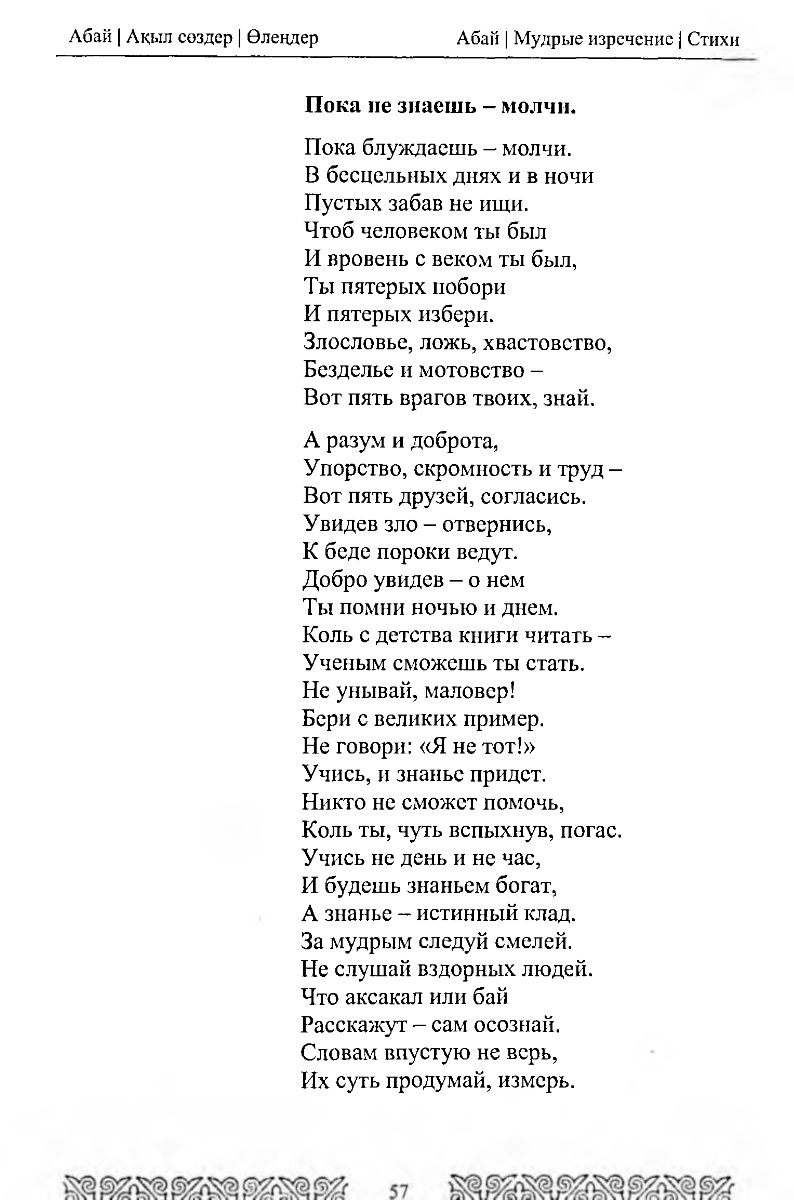 Абай | Ақыл сөздер | Өлеңдер
Абай | Мудрые изречение | Стихи
Пока не знаешь – молчи.
Пока блуждаешь – молчи.
В бесцельных днях и в ночи
Пустых забав не ищи.
Чтоб человеком ты был
И вровень с веком ты был,
Ты пятерых побори
И пятерых избери.
Злословье, ложь, хвастовство,
Безделье и мотовство –
Вот пять врагов твоих, знай.
А разум и доброта,
Упорство, скромность и труд –
Вот пять друзей, согласись.
Увидев зло – отвернись,
К беде пороки ведут.
Добро увидев – о нем
Ты помни ночью и днем.
Коль с детства книги читать –
Ученым сможешь ты стать.
Не унывай, маловер!
Бери с великих пример.
Не говори: «Я не тот!»
Учись, и знанье придет.
Никто не сможет помочь,
Коль ты, чуть вспыхнув, погас.
Учись не день и не час,
И будешь знаньем богат,
А знанье – истинный клад.
За мудрым следуй смелей.
Не слушай вздорных людей.
Что аксакал или бай
Расскажут – сам осознай.
Словам впустую не верь,
Их суть продумай, измерь.
57